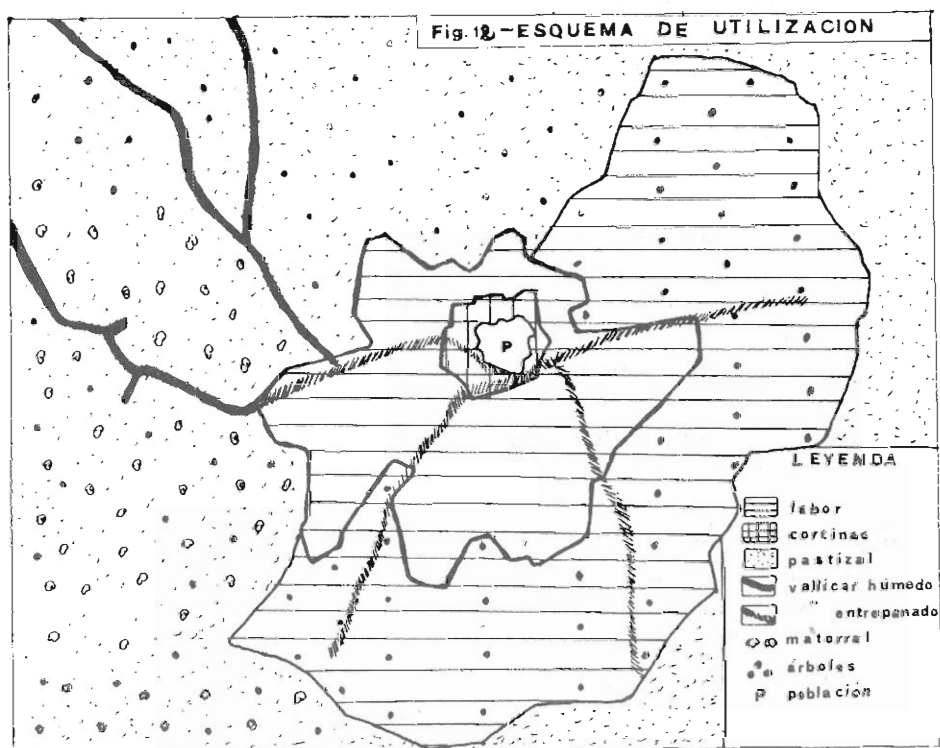 Fig. 12-ESQUEMA DE UTILIZACION
P
LEYENDA
labor
cortinas
pastizal
vallicar húmedo
" entrepanado
matorral
árboles
P población